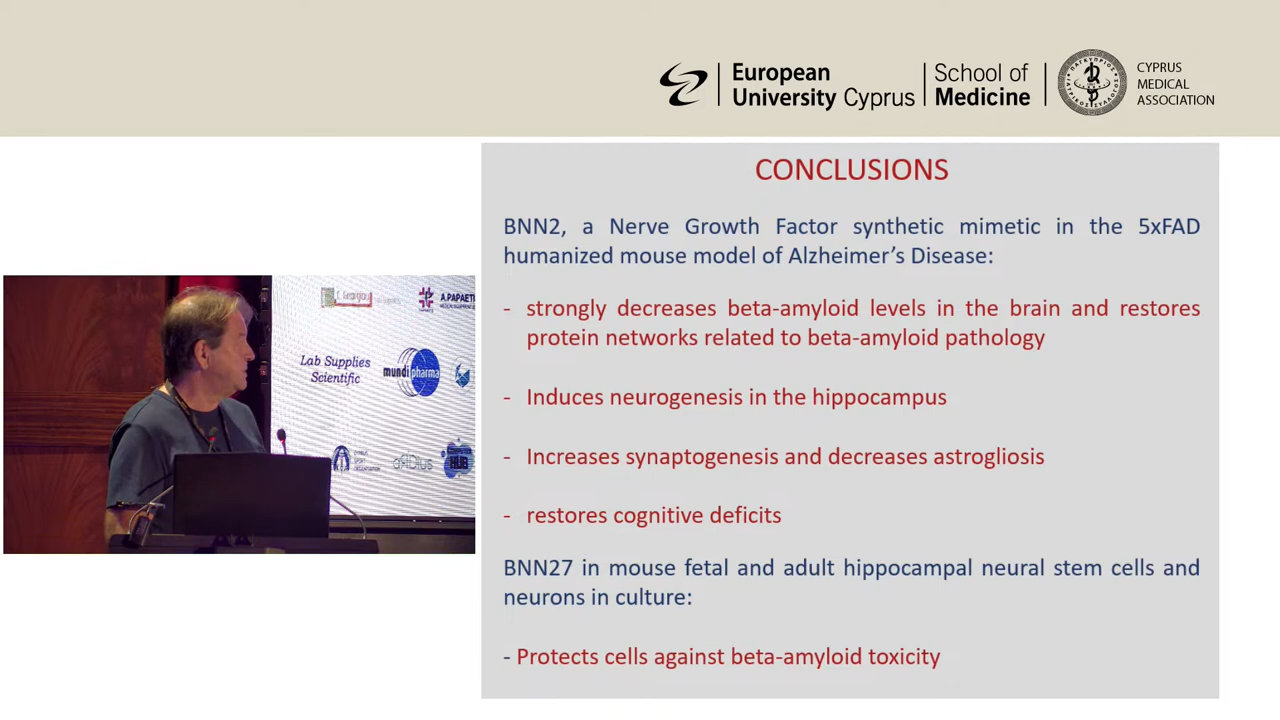 European
University Cyprus
School of
Medicine
ΠΑΓΚΥΠΡΙΟΣ
CYPRUS
MEDICAL
ASSOCIATION
CONCLUSIONS
BNN2, a Nerve Growth Factor synthetic mimetic in the 5xFAD
humanized mouse model of Alzheimer's Disease:
- strongly decreases beta-amyloid levels in the brain and restores
protein networks related to beta-amyloid pathology
- Induces neurogenesis in the hippocampus
- Increases synaptogenesis and decreases astrogliosis
- restores cognitive deficits
BNN27 in mouse fetal and adult hippocampal neural stem cells and
neurons in culture:
- Protects cells against beta-amyloid toxicity
A.PAPAET
Lab Supplies
Scientific
mundipharma
CYPRUS
SPORT
HUB